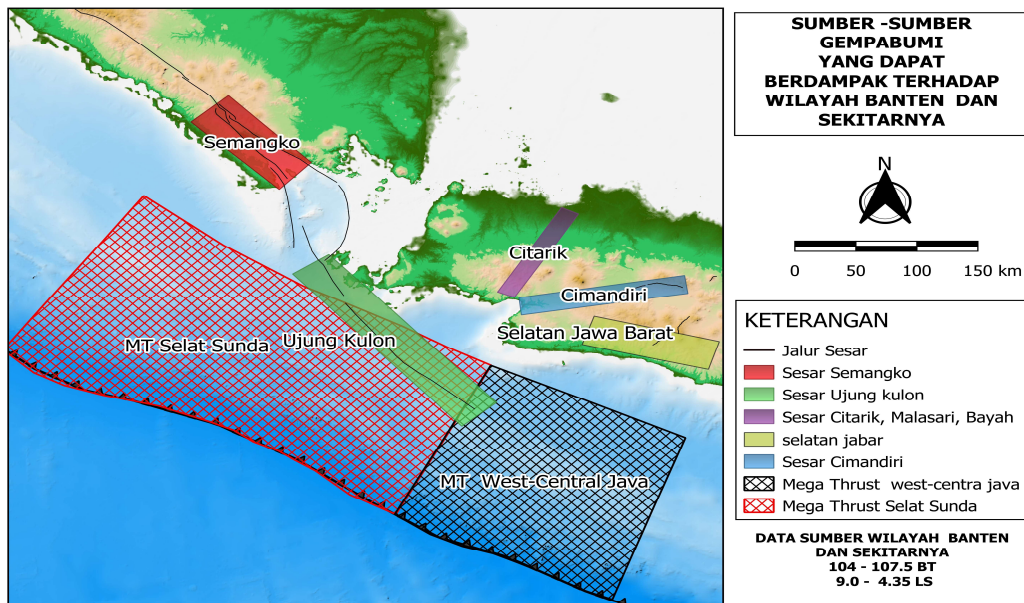 Semangko
Citarik
Cimandiri
Selatan Jawa Barat
Ujung Kulon
MT Selat Sunda
MT West-Central Java
SUMBER -SUMBER
GEMPABUMI
YANG DAPAT
BERDAMPAK TERHADAP
WILAYAH BANTEN DAN
SEKITARNYA
N
0 50 100 150 km
KETERANGAN
Jalur Sesar
Sesar Semangko
Sesar Ujung kulon
Sesar Citarik, Malasari, Bayah
selatan jabar
Sesar Cimandiri
Mega Thrust west-centra java
Mega Thrust Selat Sunda
DATA SUMBER WILAYAH BANTEN
DAN SEKITARNYA
104 - 107.5 BT
9.0 - 4.35 LS